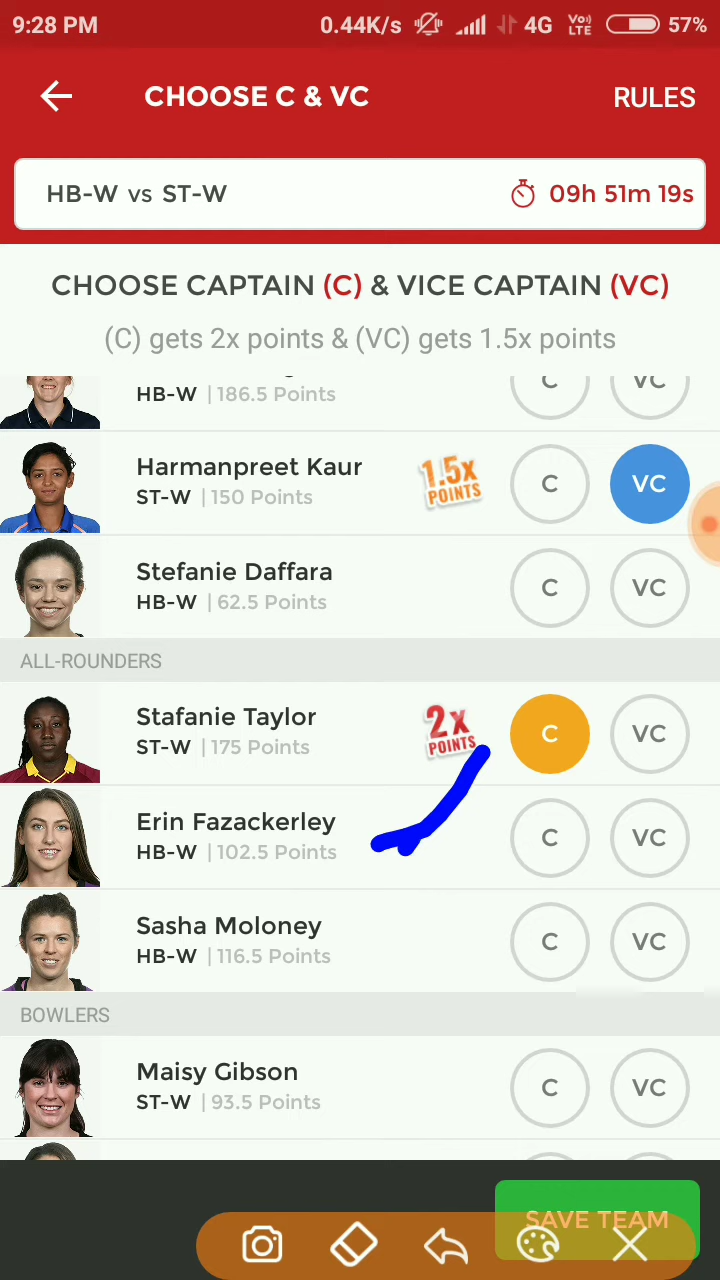 9:28 PM 0.44K/s 4G Vo)) LTE 57%
CHOOSE C & VC RULES
HB-W vs ST-W 09h 51m 19s
CHOOSE CAPTAIN (C) & VICE CAPTAIN (VC)
(C) gets 2x points & (VC) gets 1.5x points
HB-W | 186.5 Points C VC
Harmanpreet Kaur
ST-W | 150 Points 1.5x POINTS C VC
Stefanie Daffara
HB-W | 62.5 Points C VC
ALL-ROUNDERS
Stafanie Taylor
ST-W | 175 Points 2x POINTS C VC
Erin Fazackerley
HB-W | 102.5 Points C VC
Sasha Moloney
HB-W | 116.5 Points C VC
BOWLERS
Maisy Gibson
ST-W | 93.5 Points C VC
SAVE TEAM